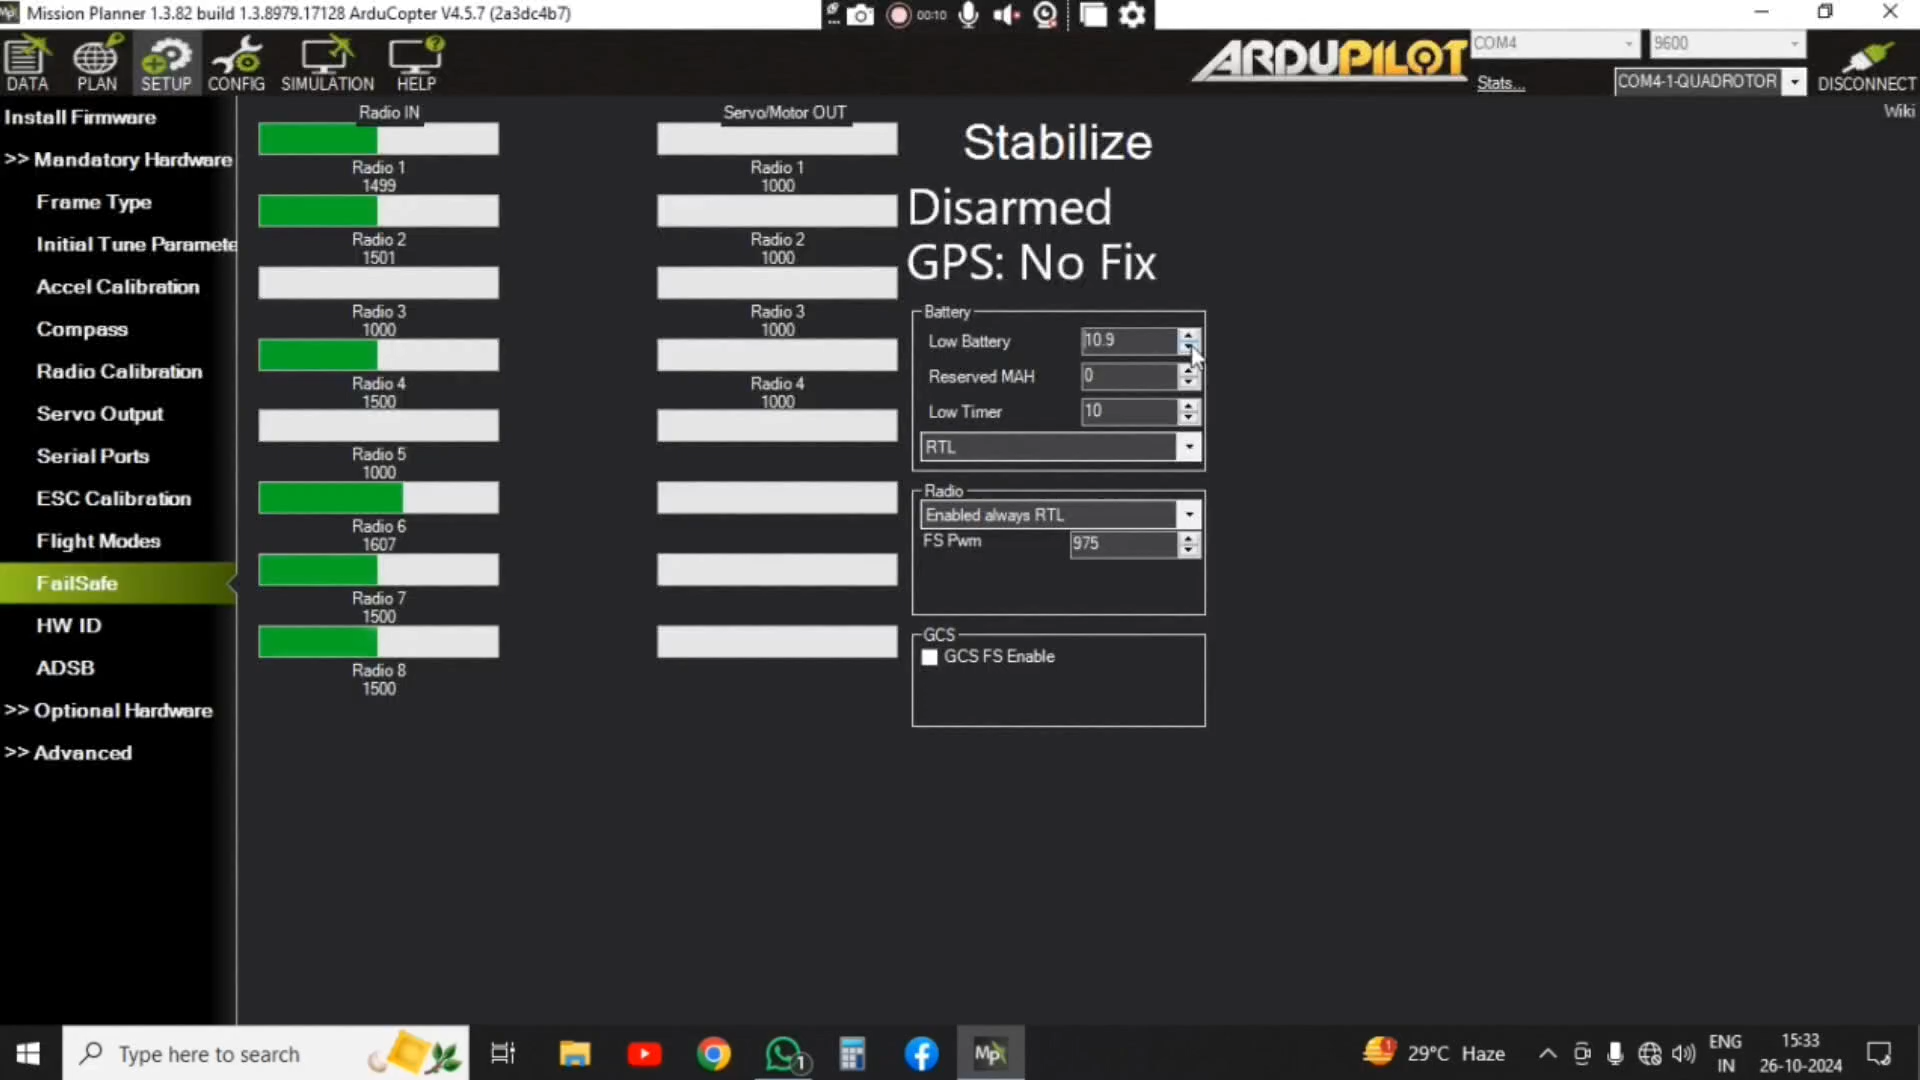 Mission Planner 1.3.82 build 1.3.8979.17128 ArduCopter V4.5.7 (2a3dc4b7)
00:10
DATA
PLAN
SETUP
CONFIG
SIMULATION
HELP
ARDUPILOT
COM4
9600
Stats...
COM4-1-QUADROTOR
DISCONNECT
Wiki
Install Firmware
>> Mandatory Hardware
Frame Type
Initial Tune Paramete
Accel Calibration
Compass
Radio Calibration
Servo Output
Serial Ports
ESC Calibration
Flight Modes
FailSafe
HW ID
ADSB
>> Optional Hardware
>> Advanced
Radio IN
Radio 1
1499
Radio 2
1501
Radio 3
1000
Radio 4
1500
Radio 5
1000
Radio 6
1607
Radio 7
1500
Radio 8
1500
Servo/Motor OUT
Radio 1
1000
Radio 2
1000
Radio 3
1000
Radio 4
1000
Stabilize
Disarmed
GPS: No Fix
Battery
Low Battery 10.9
Reserved MAH 0
Low Timer 10
RTL
Radio
Enabled always RTL
FS Pwm 975
GCS
GCS FS Enable
Type here to search
1
Mp
1
29°C Haze
ENG
IN
15:33
26-10-2024